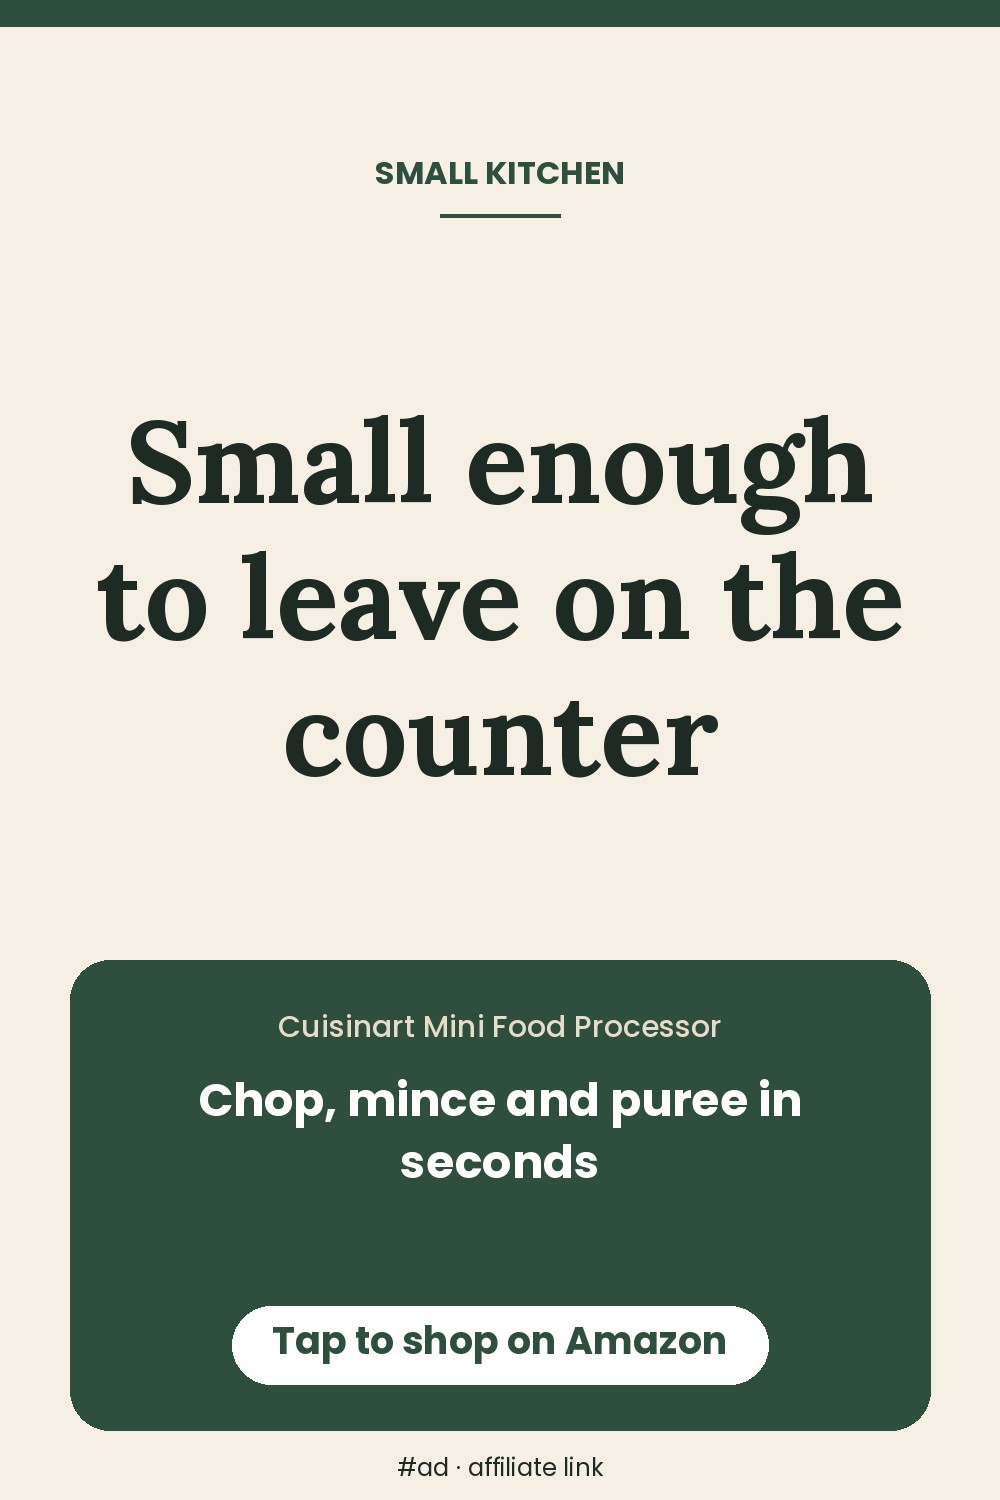 SMALL KITCHEN
Small enough
to leave on the
counter
Cuisinart Mini Food Processor
Chop, mince and puree in
seconds
Tap to shop on Amazon
#ad · affiliate link